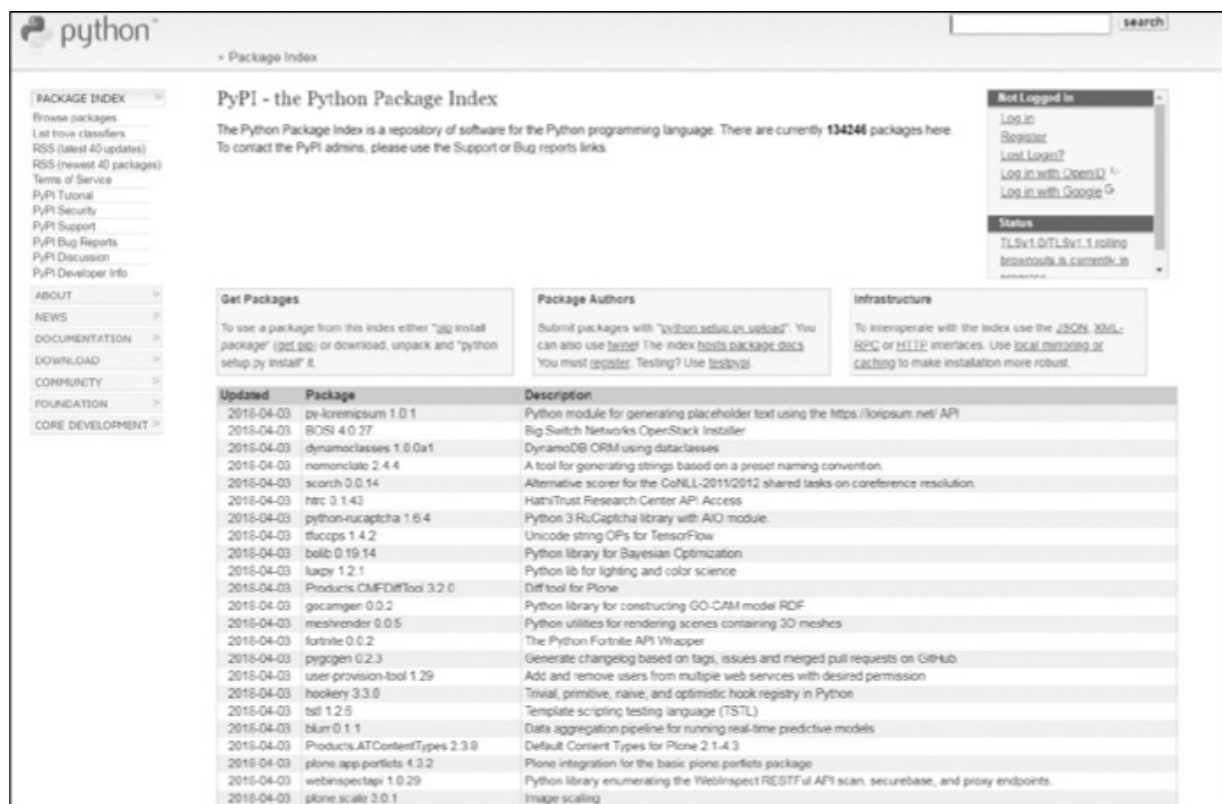 python™
search
» Package Index
PACKAGE INDEX »
Browse packages
List trove classifiers
RSS (latest 40 updates)
RSS (newest 40 packages)
Terms of Service
PyPI Tutorial
PyPI Security
PyPI Support
PyPI Bug Reports
PyPI Discussion
PyPI Developer Info
ABOUT »
NEWS »
DOCUMENTATION »
DOWNLOAD »
COMMUNITY »
FOUNDATION »
CORE DEVELOPMENT »
PyPI - the Python Package Index
The Python Package Index is a repository of software for the Python programming language. There are currently 134246 packages here.
To contact the PyPI admins, please use the Support or Bug reports links.
Not Logged In
Log in
Register
Lost Login?
Log in with OpenID
Log in with Google G
Status
TLSv1.0/TLSv1.1 rolling
brownouts is currently in
Get Packages
To use a package from this index either "pip install
package" (get pip) or download, unpack and "python
setup.py install" it.
Package Authors
Submit packages with "python setup.py upload". You
can also use twine! The index hosts package docs.
You must register. Testing? Use testpypi.
Infrastructure
To interoperate with the index use the JSON, XML-
RPC or HTTP interfaces. Use local mirroring or
caching to make installation more robust.
Updated Package Description
2018-04-03 py-loremipsum 1.0.1 Python module for generating placeholder text using the https://loripsum.net/ API
2018-04-03 BOSI 4.0.27 Big Switch Networks OpenStack Installer
2018-04-03 dynamoclasses 1.0.0a1 DynamoDB ORM using dataclasses
2018-04-03 nomonclate 2.4.4 A tool for generating strings based on a preset naming convention.
2018-04-03 scorch 0.0.14 Alternative scorer for the CoNLL-2011/2012 shared tasks on coreference resolution.
2018-04-03 htrc 0.1.43 HathiTrust Research Center API Access
2018-04-03 python-rucaptcha 1.6.4 Python 3 RuCaptcha library with AIO module.
2018-04-03 tfuccps 1.4.2 Unicode string OPs for TensorFlow
2018-04-03 bolib 0.19.14 Python library for Bayesian Optimization.
2018-04-03 luxpy 1.2.1 Python lib for lighting and color science
2018-04-03 Products.CMFDiffTool 3.2.0 Diff tool for Plone
2018-04-03 gocamgen 0.0.2 Python library for constructing GO-CAM model RDF
2018-04-03 meshrender 0.0.5 Python utilities for rendering scenes containing 3D meshes
2018-04-03 fortnite 0.0.2 The Python Fortnite API Wrapper
2018-04-03 pygcgen 0.2.3 Generate changelog based on tags, issues and merged pull requests on GitHub
2018-04-03 user-provision-tool 1.29 Add and remove users from multiple web services with desired permission
2018-04-03 hookery 3.3.0 Trivial, primitive, naive, and optimistic hook registry in Python
2018-04-03 tstl 1.2.6 Template scripting testing language (TSTL)
2018-04-03 blurr 0.1.1 Data aggregation pipeline for running real-time predictive models
2018-04-03 Products.ATContentTypes 2.3.8 Default Content Types for Plone 2.1-4.3
2018-04-03 plone.app.portlets 4.3.2 Plone integration for the basic plone.portlets package
2018-04-03 webinspectapi 1.0.29 Python library enumerating the WebInspect RESTFul API scan, securebase, and proxy endpoints.
2018-04-03 plone.scale 3.0.1 Image scaling